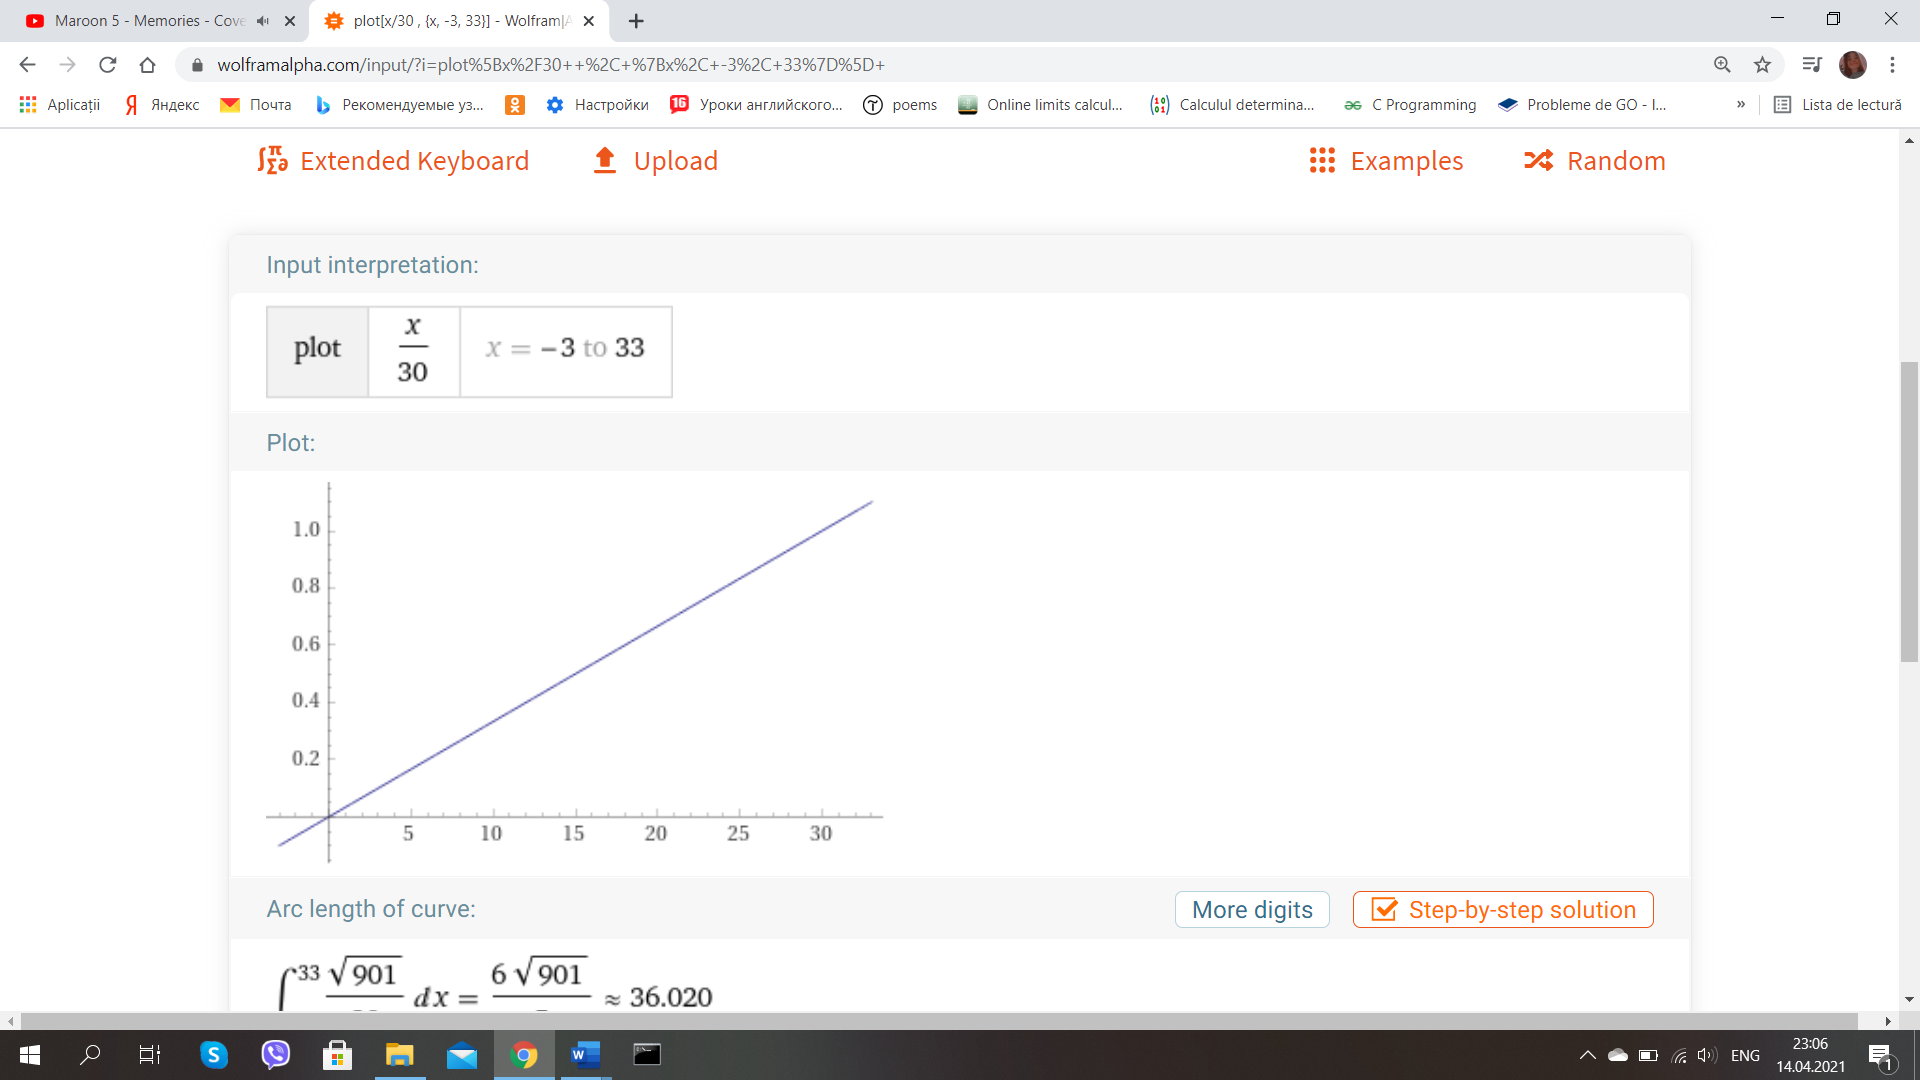 Maroon 5 - Memories - Cove
plot[x/30 , {x, -3, 33}] - Wolfram|A
wolframalpha.com/input/?i=plot%5Bx%2F30++%2C+%7Bx%2C+-3%2C+33%7D%5D+
Aplicații Яндекс Почта Рекомендуемые уз... Настройки 16 Уроки английского... poems Online limits calcul... Calculul determina... C Programming Probleme de GO - I... » Lista de lectură
Extended Keyboard Upload Examples Random
Input interpretation:
plot x/30 x = -3 to 33
Plot:
1.0
0.8
0.6
0.4
0.2
5 10 15 20 25 30
Arc length of curve: More digits Step-by-step solution
∫ 33 √901 dx = 6 √901 ≈ 36.020
ENG
23:06
14.04.2021
1